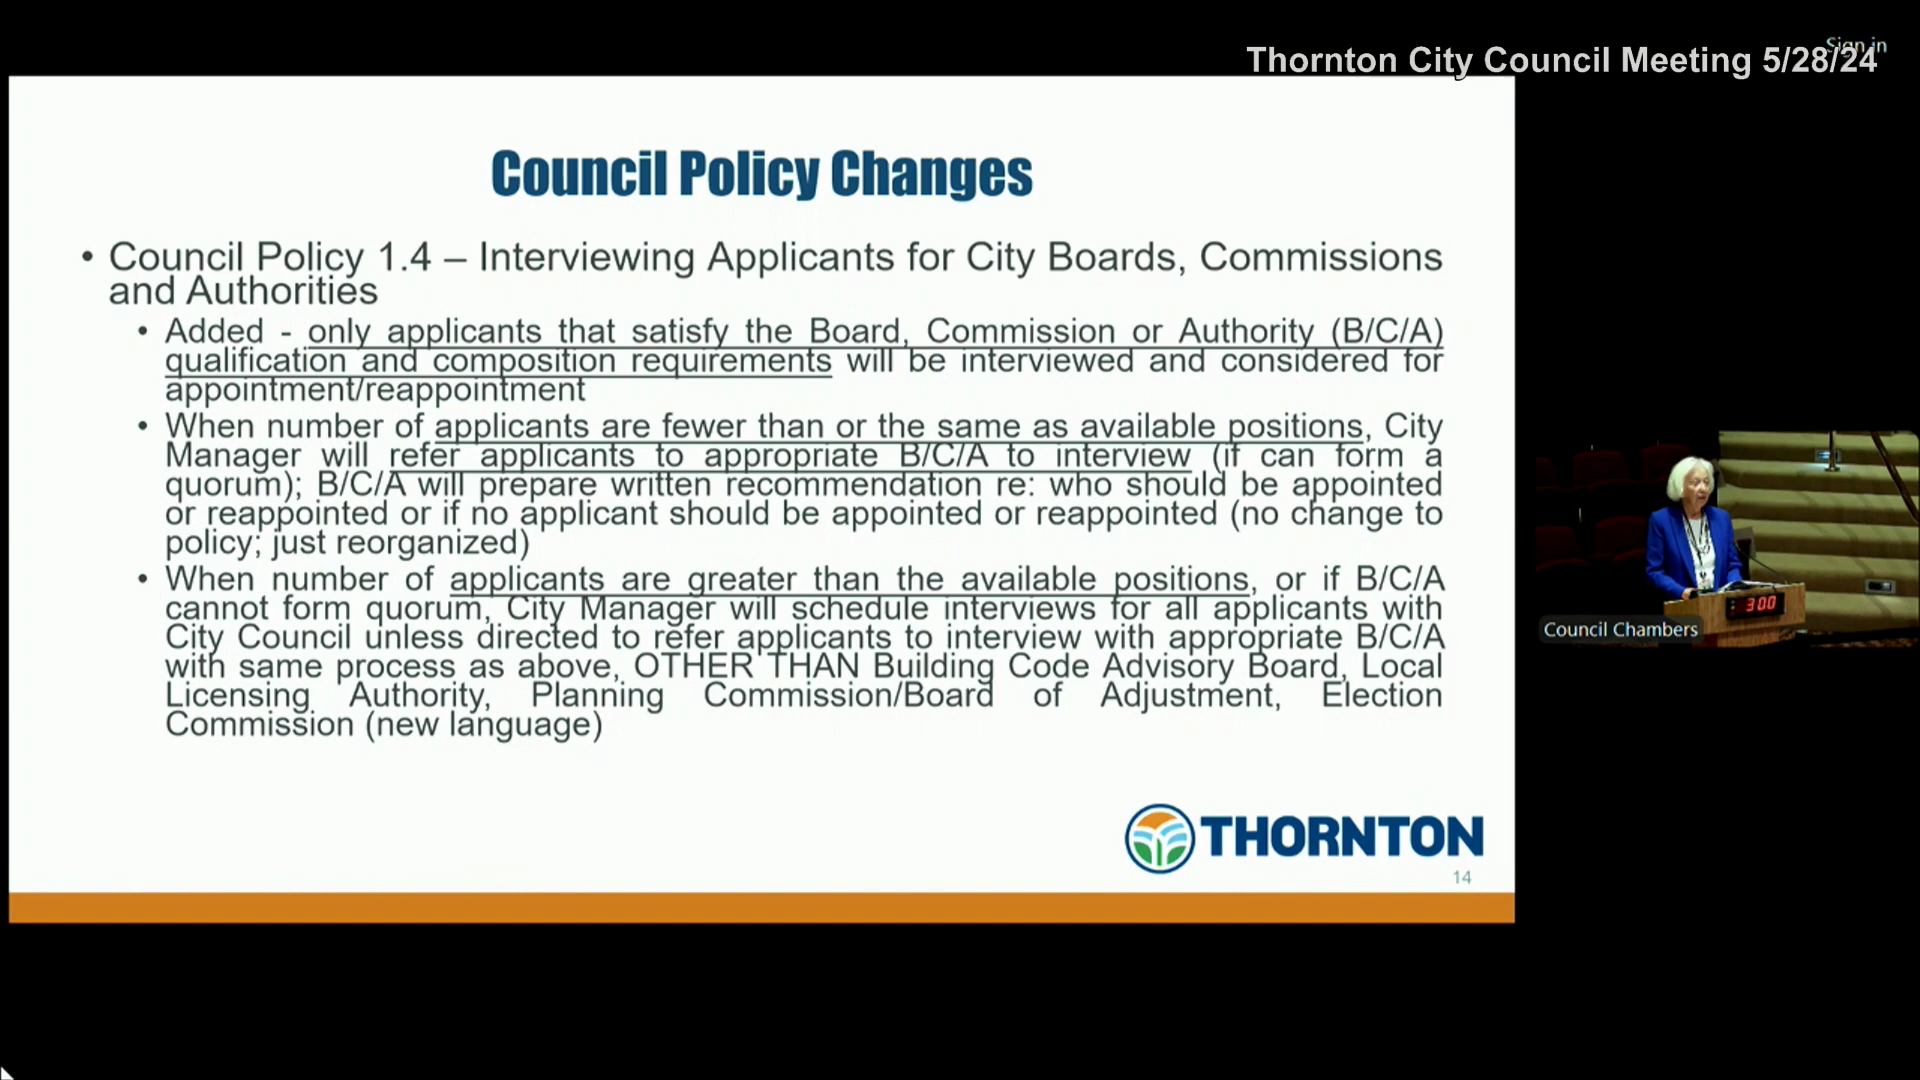 Sign in
Thornton City Council Meeting 5/28/24
Council Policy Changes
• Council Policy 1.4 – Interviewing Applicants for City Boards, Commissions
and Authorities
• Added - only applicants that satisfy the Board, Commission or Authority (B/C/A)
qualification and composition requirements will be interviewed and considered for
appointment/reappointment
• When number of applicants are fewer than or the same as available positions, City
Manager will refer applicants to appropriate B/C/A to interview (if can form a
quorum); B/C/A will prepare written recommendation re: who should be appointed
or reappointed or if no applicant should be appointed or reappointed (no change to
policy; just reorganized)
• When number of applicants are greater than the available positions, or if B/C/A
cannot form quorum, City Manager will schedule interviews for all applicants with
City Council unless directed to refer applicants to interview with appropriate B/C/A
with same process as above, OTHER THAN Building Code Advisory Board, Local
Licensing Authority, Planning Commission/Board of Adjustment, Election
Commission (new language)
THORNTON
14
300
Council Chambers